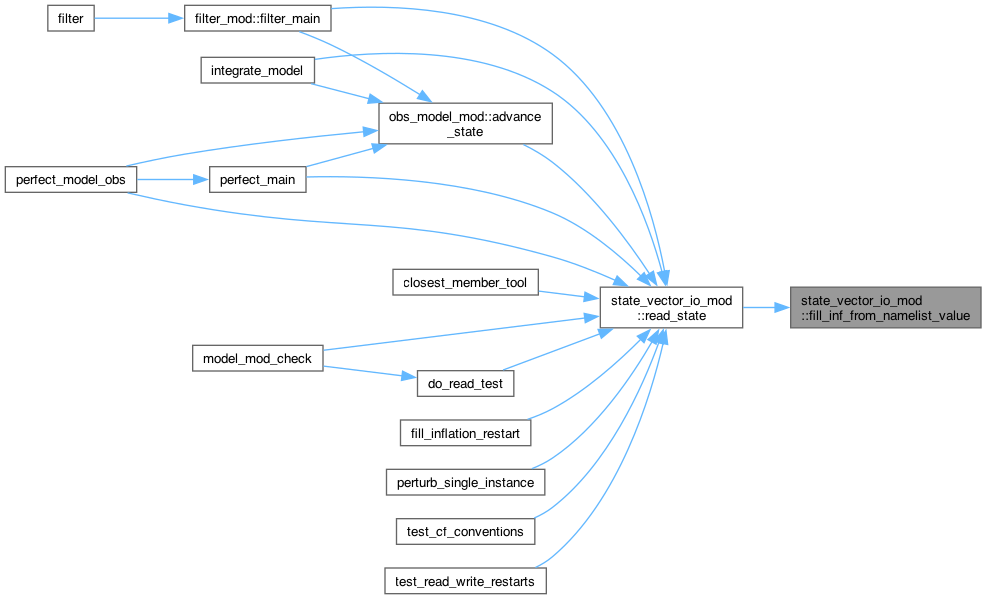 filter
filter_mod::filter_main
integrate_model
obs_model_mod::advance
_state
perfect_model_obs
perfect_main
closest_member_tool
state_vector_io_mod
::read_state
state_vector_io_mod
::fill_inf_from_namelist_value
model_mod_check
do_read_test
fill_inflation_restart
perturb_single_instance
test_cf_conventions
test_read_write_restarts